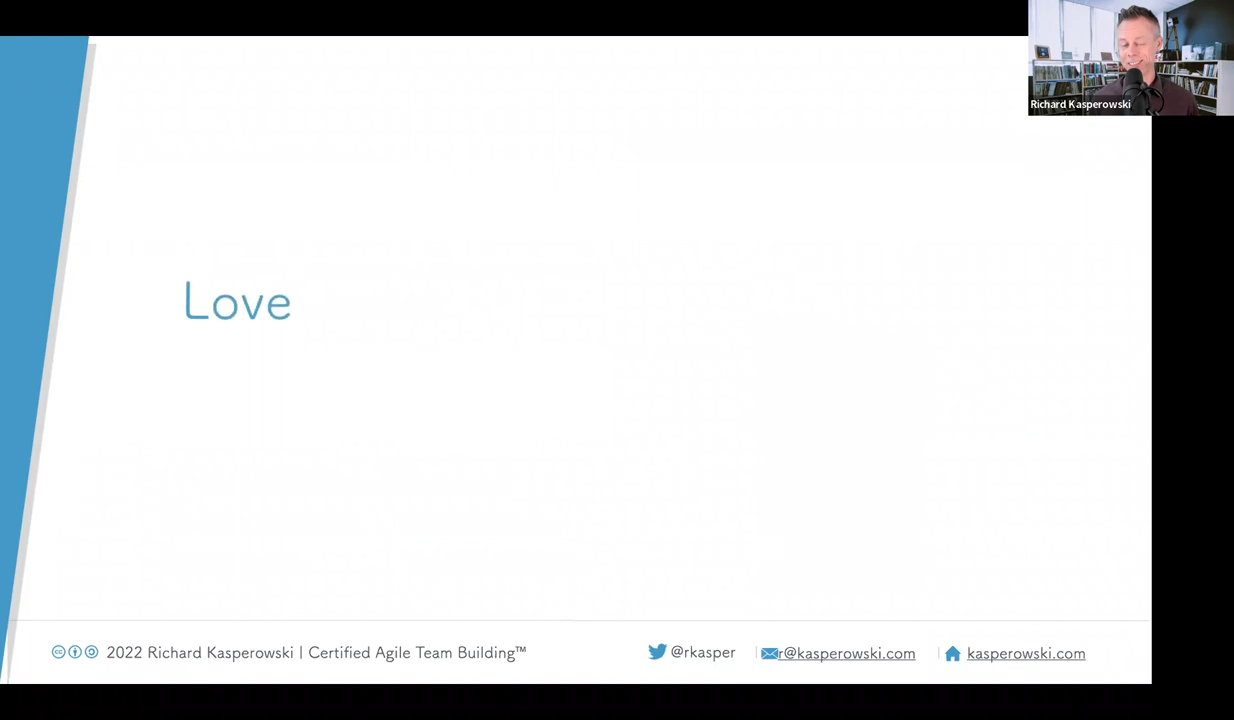 Richard Kasperowski
Love
2022 Richard Kasperowski | Certified Agile Team Building™
@rkasper
r@kasperowski.com
kasperowski.com